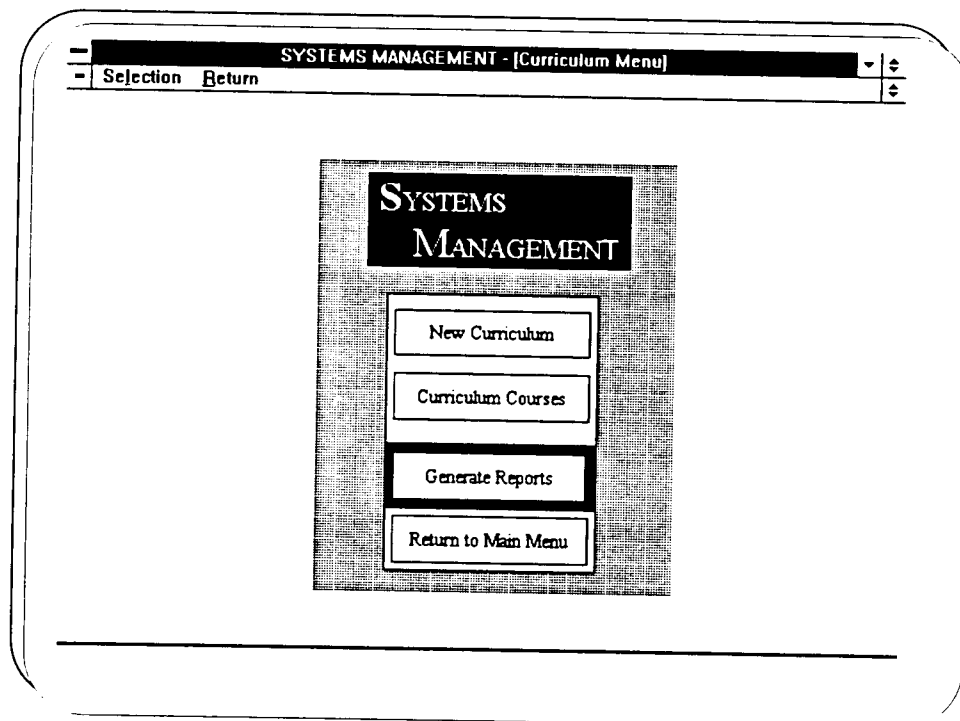 SYSTEMS MANAGEMENT - [Curriculum Menu]
Selection Return
SYSTEMS
MANAGEMENT
New Curriculum
Curriculum Courses
Generate Reports
Return to Main Menu